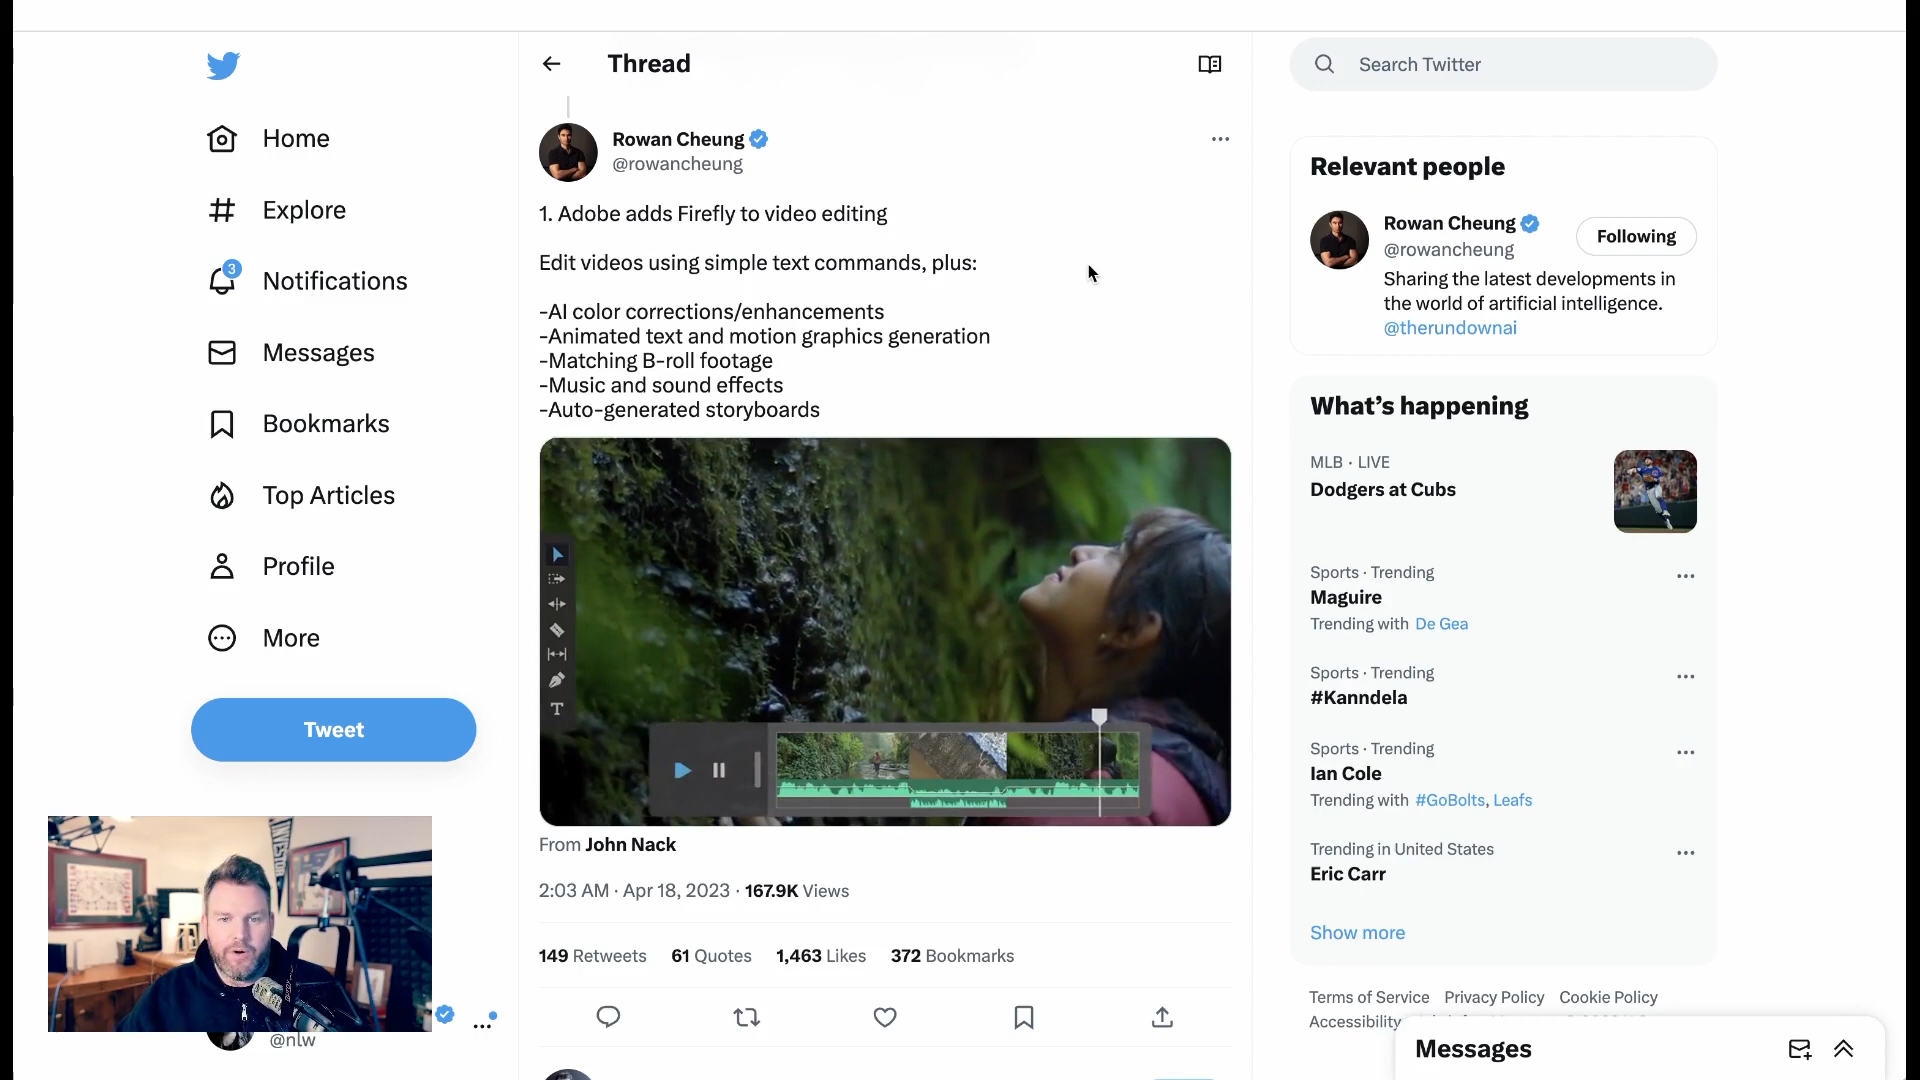 Home
Explore
3
Notifications
Messages
Bookmarks
Top Articles
Profile
More
Tweet
@nlw
Thread
Rowan Cheung
@rowancheung
1. Adobe adds Firefly to video editing
Edit videos using simple text commands, plus:
-AI color corrections/enhancements
-Animated text and motion graphics generation
-Matching B-roll footage
-Music and sound effects
-Auto-generated storyboards
T
From John Nack
2:03 AM · Apr 18, 2023 · 167.9K Views
149 Retweets 61 Quotes 1,463 Likes 372 Bookmarks
Search Twitter
Relevant people
Rowan Cheung
@rowancheung
Following
Sharing the latest developments in
the world of artificial intelligence.
@therundownai
What's happening
MLB · LIVE
Dodgers at Cubs
Sports · Trending
Maguire
Trending with De Gea
Sports · Trending
#Kanndela
Sports · Trending
Ian Cole
Trending with #GoBolts, Leafs
Trending in United States
Eric Carr
Show more
Terms of Service Privacy Policy Cookie Policy
Accessibility
Messages